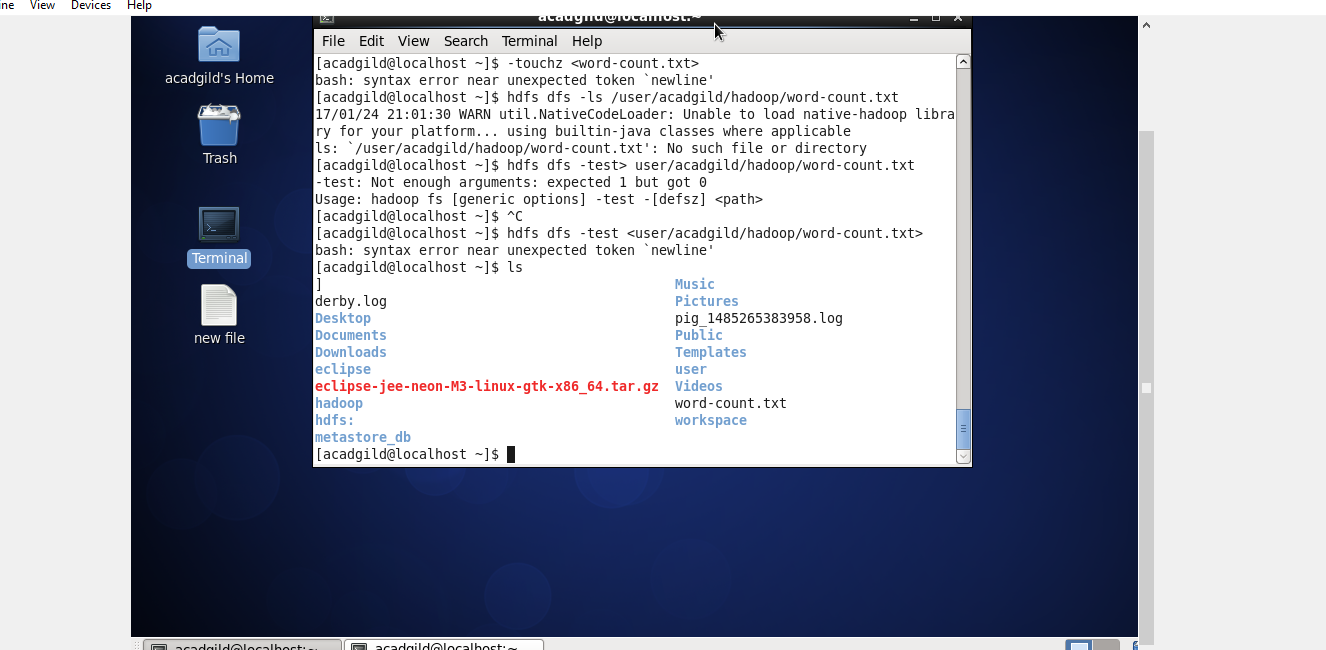 ne View Devices Help
acadgild@localhost:~
File Edit View Search Terminal Help
[acadgild@localhost ~]$ -touchz <word-count.txt>
bash: syntax error near unexpected token `newline'
[acadgild@localhost ~]$ hdfs dfs -ls /user/acadgild/hadoop/word-count.txt
17/01/24 21:01:30 WARN util.NativeCodeLoader: Unable to load native-hadoop libra
ry for your platform... using builtin-java classes where applicable
ls: `/user/acadgild/hadoop/word-count.txt': No such file or directory
[acadgild@localhost ~]$ hdfs dfs -test> user/acadgild/hadoop/word-count.txt
-test: Not enough arguments: expected 1 but got 0
Usage: hadoop fs [generic options] -test -[defsz] <path>
[acadgild@localhost ~]$ ^C
[acadgild@localhost ~]$ hdfs dfs -test <user/acadgild/hadoop/word-count.txt>
bash: syntax error near unexpected token `newline'
[acadgild@localhost ~]$ ls
] Music
derby.log Pictures
Desktop pig_1485265383958.log
Documents Public
Downloads Templates
eclipse user
eclipse-jee-neon-M3-linux-gtk-x86_64.tar.gz Videos
hadoop word-count.txt
hdfs: workspace
metastore_db
[acadgild@localhost ~]$
acadgild's Home
Trash
Terminal
new file
acadgild@localhost:~ acadgild@localhost:~